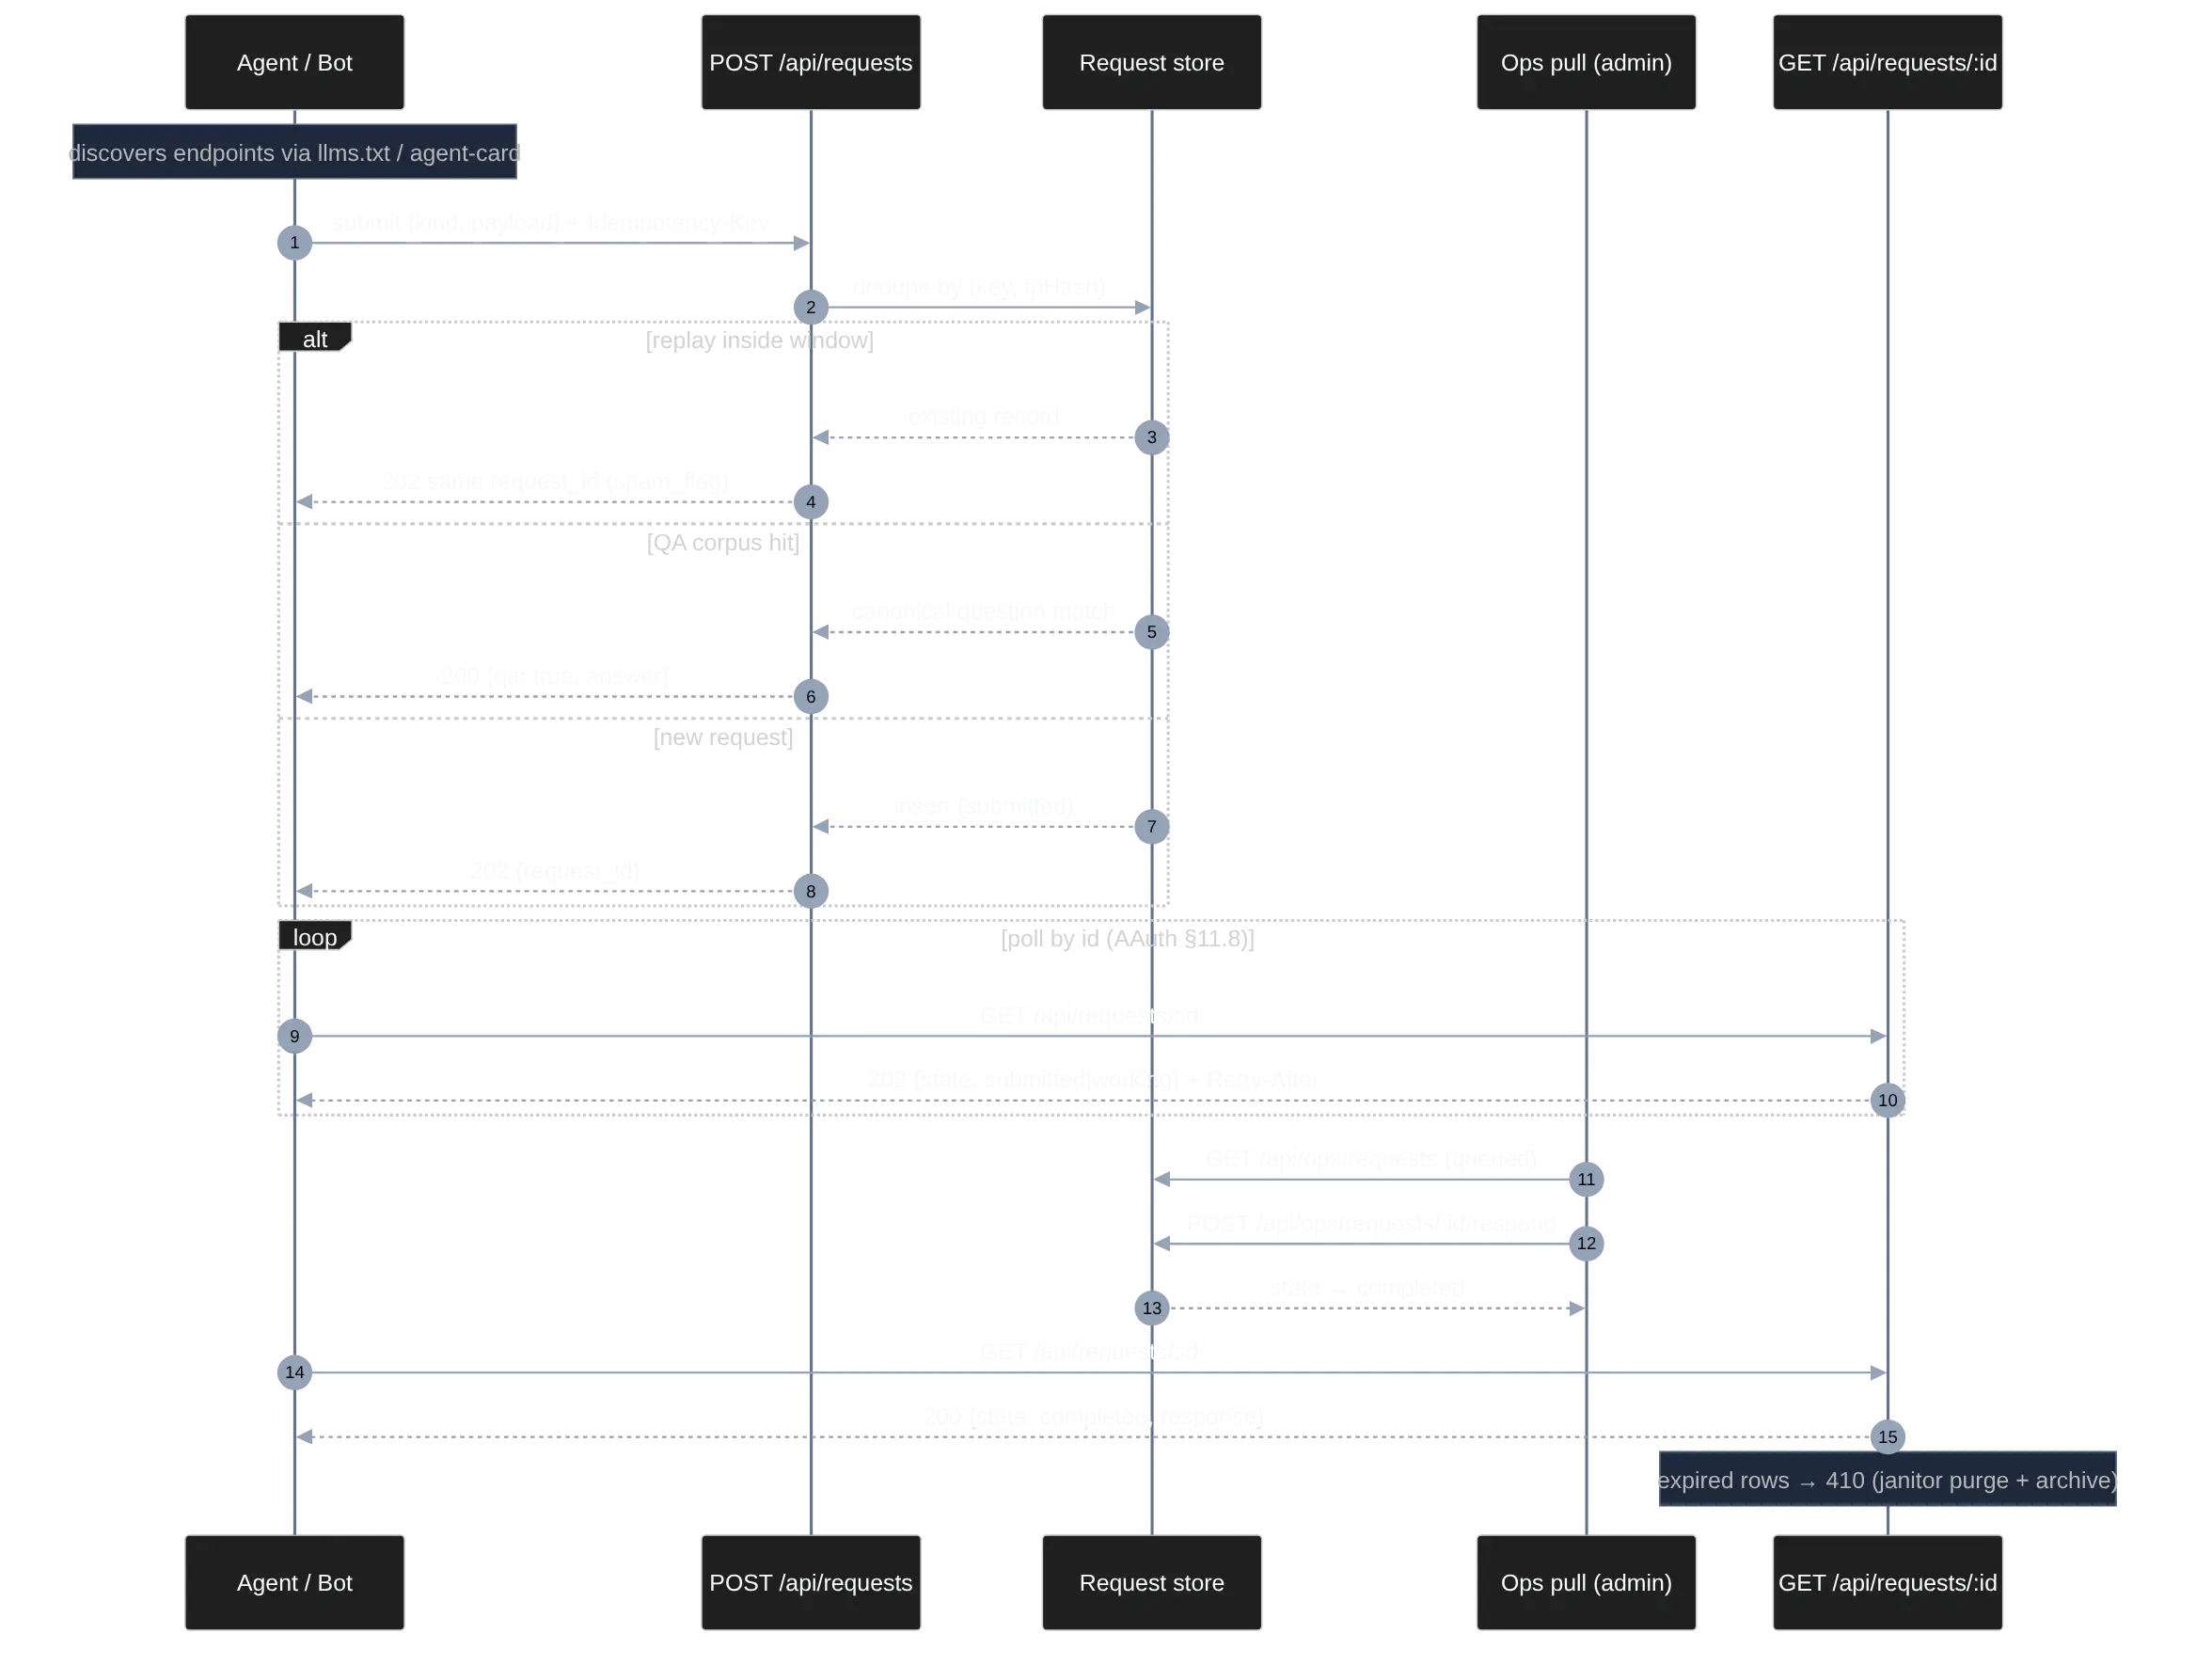 Agent / Bot
POST /api/requests
Request store
Ops pull (admin)
GET /api/requests/:id
discovers endpoints via llms.txt / agent-card
submit {kind, payload} + Idempotency-Key
1
dedupe by (key, fpHash)
2
alt
[replay inside window]
existing record
3
202 same request_id (spam_flag)
4
[QA corpus hit]
canonical question match
5
200 {qa: true, answer}
6
[new request]
insert (submitted)
7
202 {request_id}
8
loop
[poll by id (AAuth §11.8)]
GET /api/requests/:id
9
202 {state: submitted|working} + Retry-After
10
GET /api/ops/requests (queued)
11
POST /api/ops/requests/:id/respond
12
state → completed
13
GET /api/requests/:id
14
200 {state: completed, response}
15
expired rows → 410 (janitor purge + archive)
Agent / Bot
POST /api/requests
Request store
Ops pull (admin)
GET /api/requests/:id